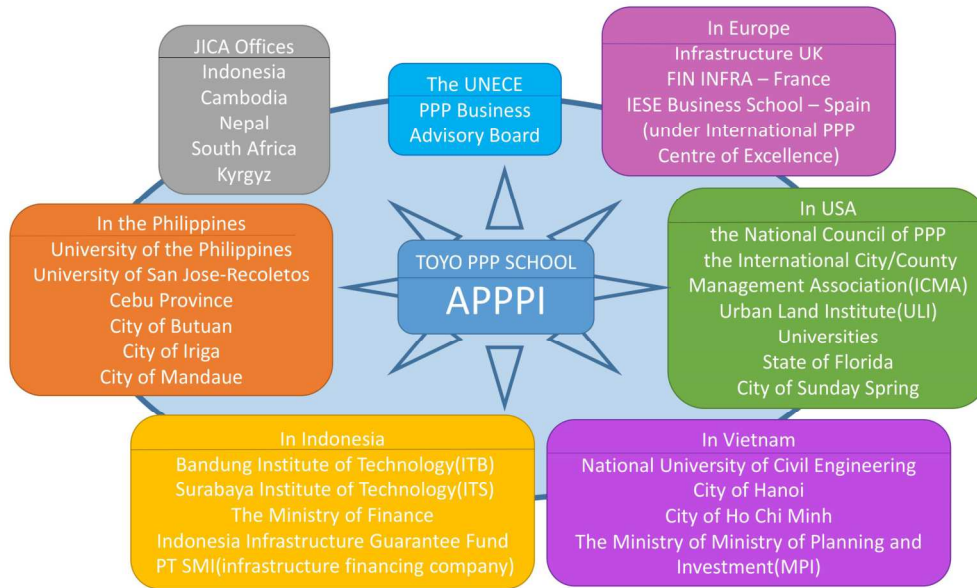 JICA Offices
Indonesia
Cambodia
Nepal
South Africa
Kyrgyz
The UNECE
PPP Business
Advisory Board
In Europe
Infrastructure UK
FIN INFRA – France
IESE Business School – Spain
(under International PPP
Centre of Excellence)
In the Philippines
University of the Philippines
University of San Jose-Recoletos
Cebu Province
City of Butuan
City of Iriga
City of Mandaue
TOYO PPP SCHOOL
APPPI
In USA
the National Council of PPP
the International City/County
Management Association(ICMA)
Urban Land Institute(ULI)
Universities
State of Florida
City of Sunday Spring
In Indonesia
Bandung Institute of Technology(ITB)
Surabaya Institute of Technology(ITS)
The Ministry of Finance
Indonesia Infrastructure Guarantee Fund
PT SMI(infrastructure financing company)
In Vietnam
National University of Civil Engineering
City of Hanoi
City of Ho Chi Minh
The Ministry of Ministry of Planning and
Investment(MPI)